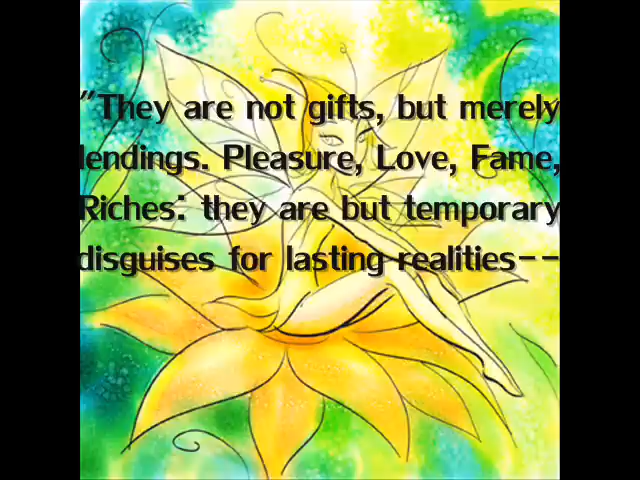 "They are not gifts, but merely
lendings. Pleasure, Love, Fame,
Riches: they are but temporary
disguises for lasting realities--